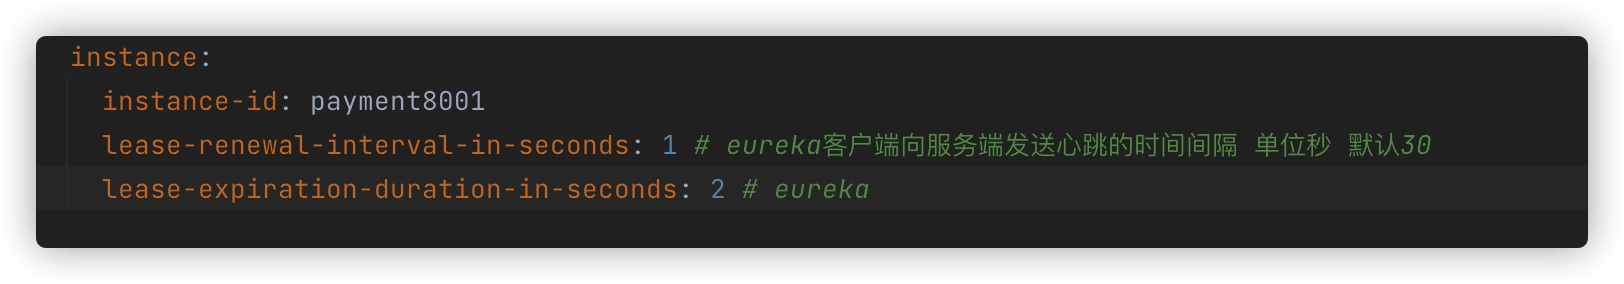 instance:
instance-id: payment8001
lease-renewal-interval-in-seconds: 1 # eureka客户端向服务端发送心跳的时间间隔 单位秒 默认30
lease-expiration-duration-in-seconds: 2 # eureka